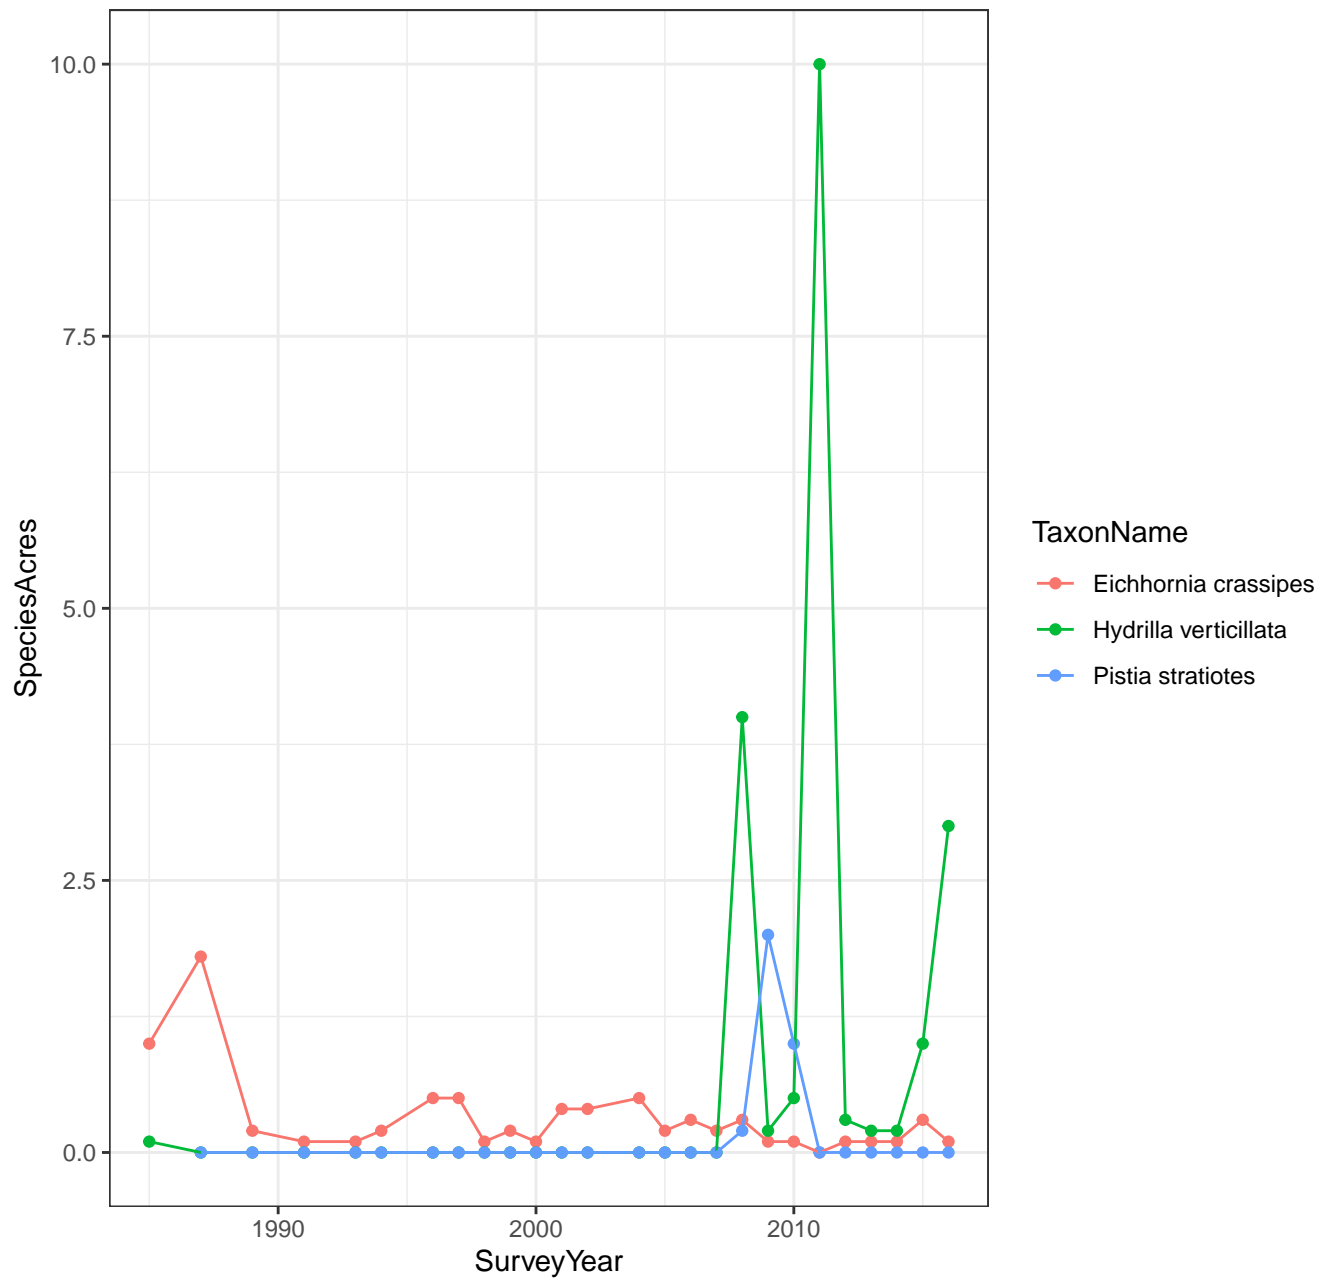 10.0
7.5
5.0
2.5
0.0
SpeciesAcres
1990
2000
2010
SurveyYear
TaxonName
Eichhornia crassipes
Hydrilla verticillata
Pistia stratiotes